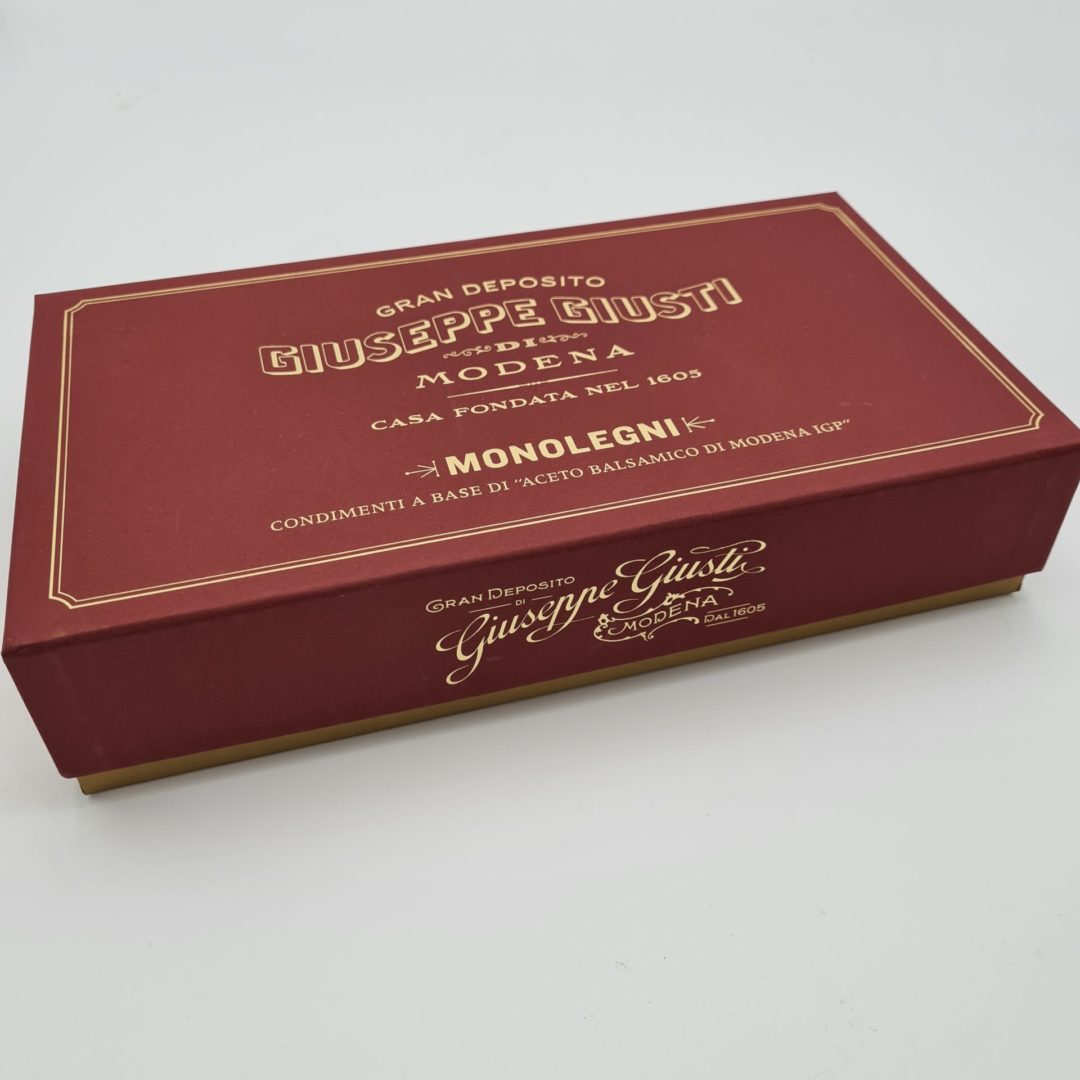 GRAN DEPOSITO
GIUSEPPE GIUSTI
DI
MODENA
CASA FONDATA NEL 1605
MONOLEGNI
CONDIMENTI A BASE DI "ACETO BALSAMICO DI MODENA IGP"
GRAN DEPOSITO
DI
Giuseppe Giusti
MODENA
DAL 1605